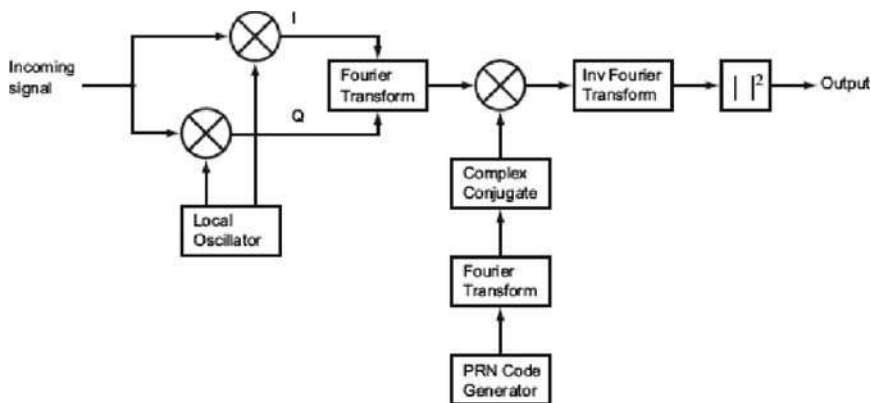 I
Incoming
signal
Fourier
Transform
Inv Fourier
Transform
| |²
Output
Q
Complex
Conjugate
Local
Oscillator
Fourier
Transform
PRN Code
Generator